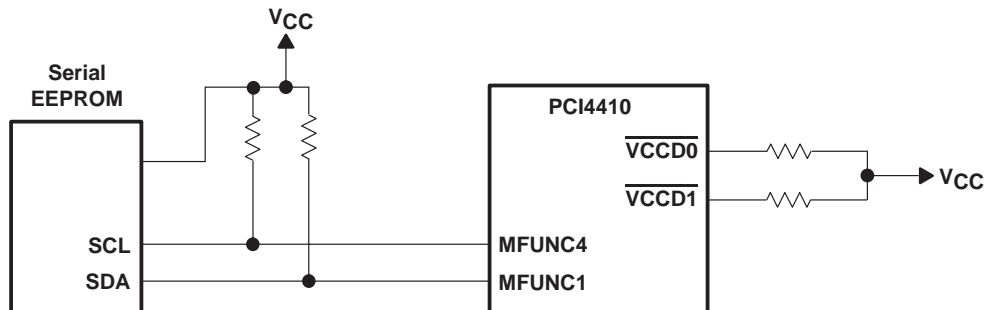 VCC
Serial
EEPROM
PCI4410
VCCD0
VCCD1
VCC
SCL
MFUNC4
SDA
MFUNC1